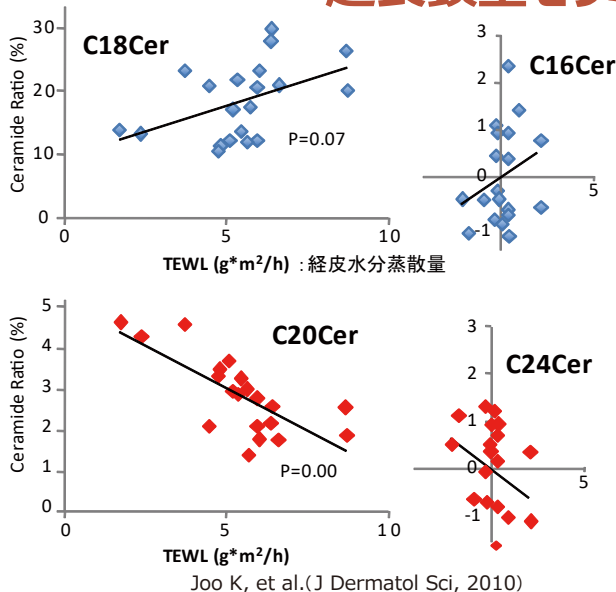 C18Cer
Ceramide Ratio (%)
30
20
10
0
0
5
10
P=0.07
TEWL (g*m²/h) ：経皮水分蒸散量
C16Cer
3
2
1
0
-1
5
C20Cer
Ceramide Ratio (%)
5
4
3
2
1
0
0
5
10
P=0.00
TEWL (g*m²/h)
C24Cer
3
2
1
0
-1
5
Joo K, et al.(J Dermatol Sci, 2010)